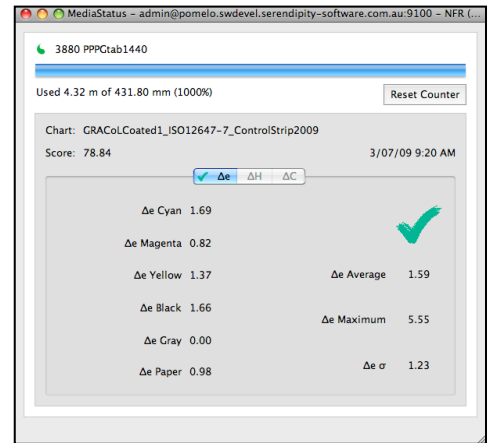 MediaStatus – admin@pomelo.swdevel.serendipity-software.com.au:9100 – NFR (...
3880 PPPGtab1440
Used 4.32 m of 431.80 mm (1000%)
Reset Counter
Chart: GRACoLCoated1_ISO12647-7_ControlStrip2009
Score: 78.84
3/07/09 9:20 AM
Δe ΔH ΔC
Δe Cyan 1.69
Δe Magenta 0.82
Δe Yellow 1.37
Δe Average 1.59
Δe Black 1.66
Δe Maximum 5.55
Δe Gray 0.00
Δe σ 1.23
Δe Paper 0.98